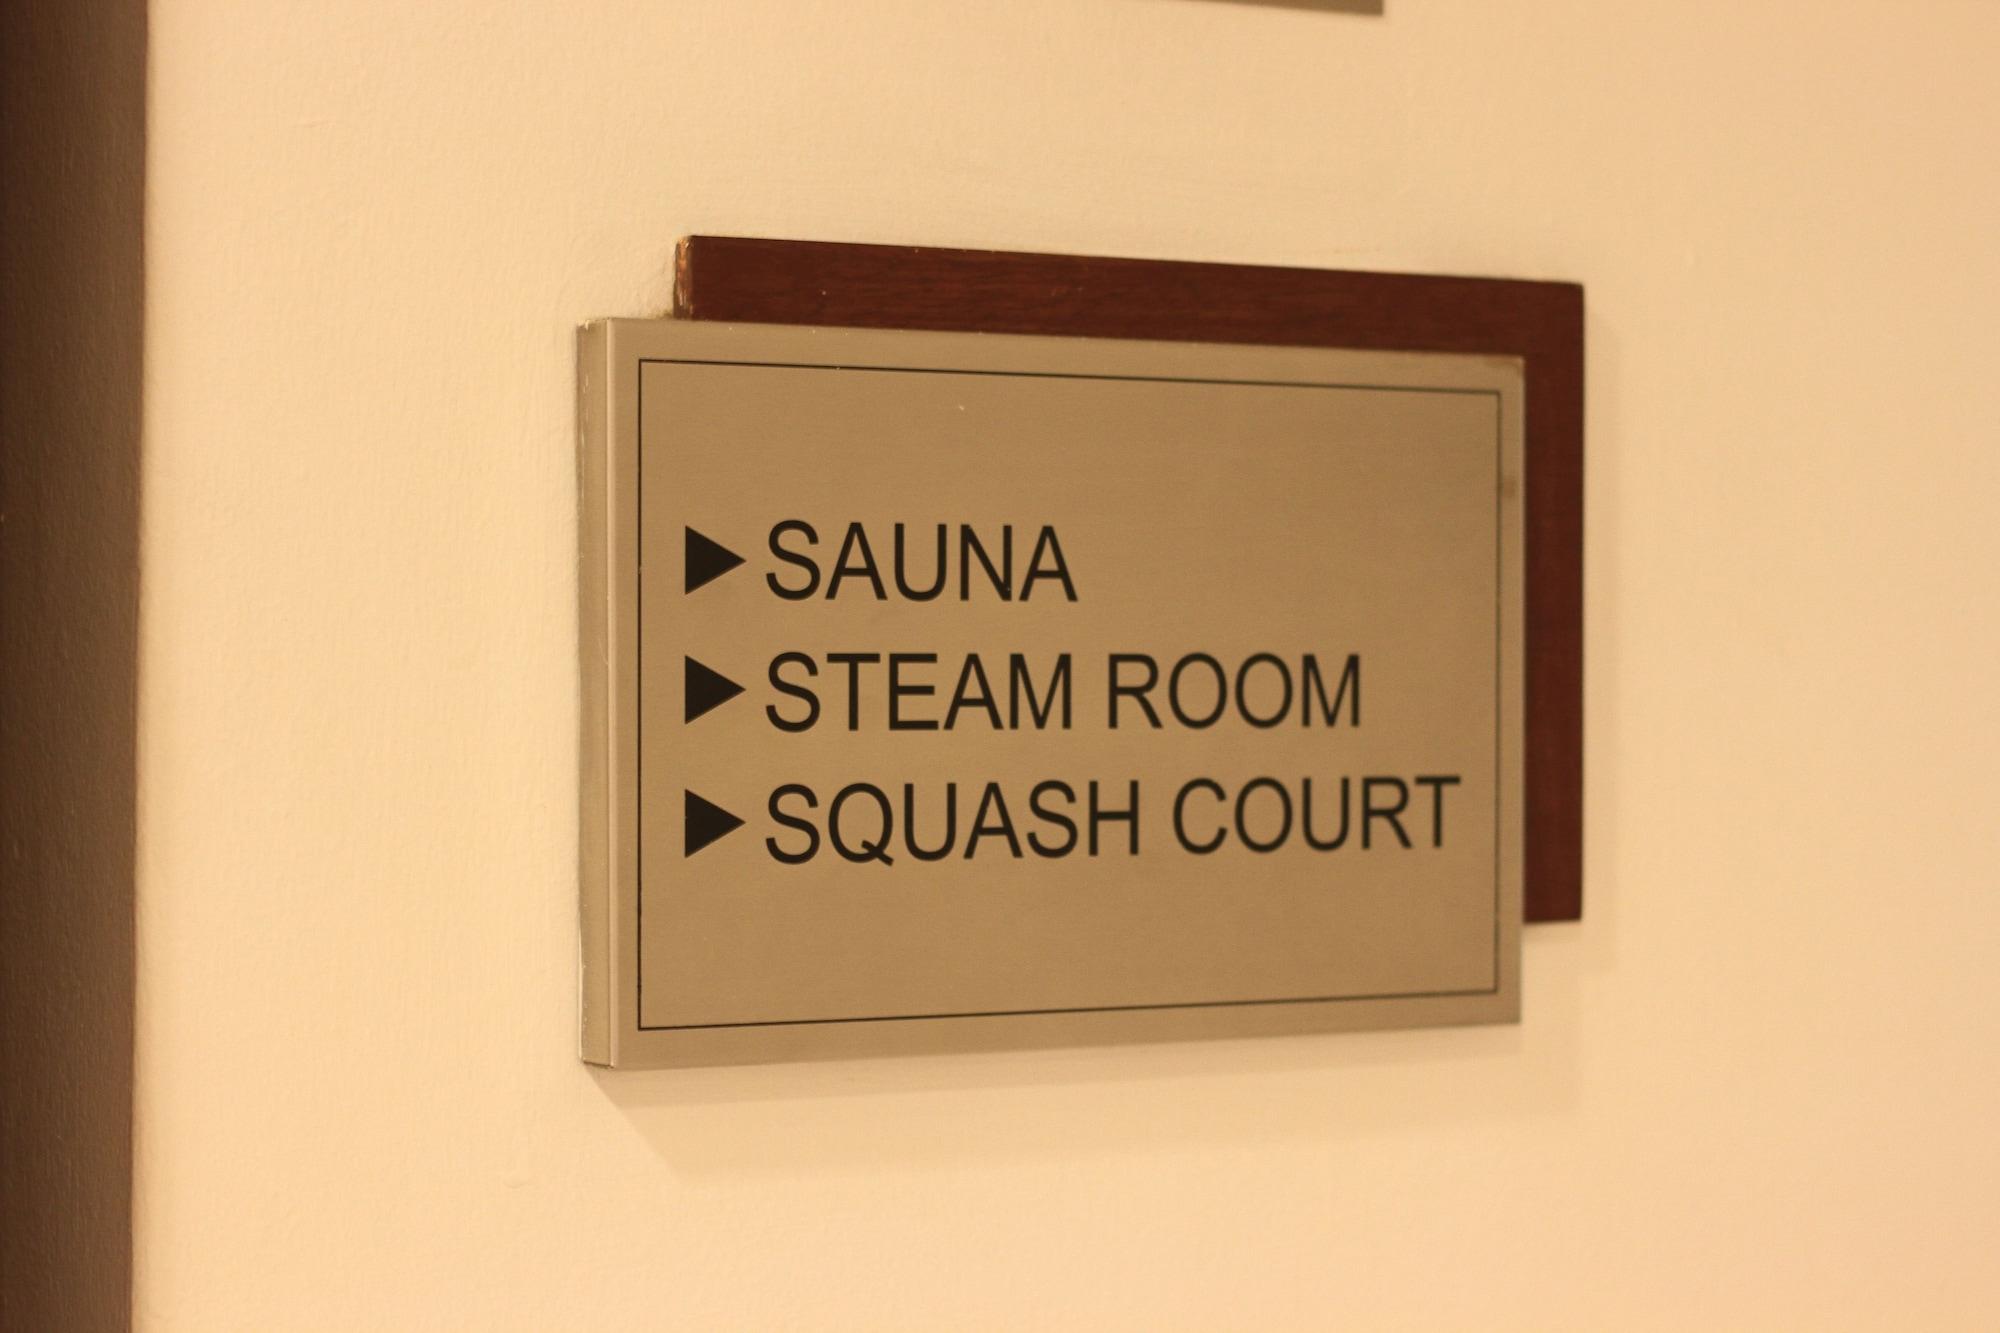 ▶ SAUNA
▶ STEAM ROOM
▶ SQUASH COURT